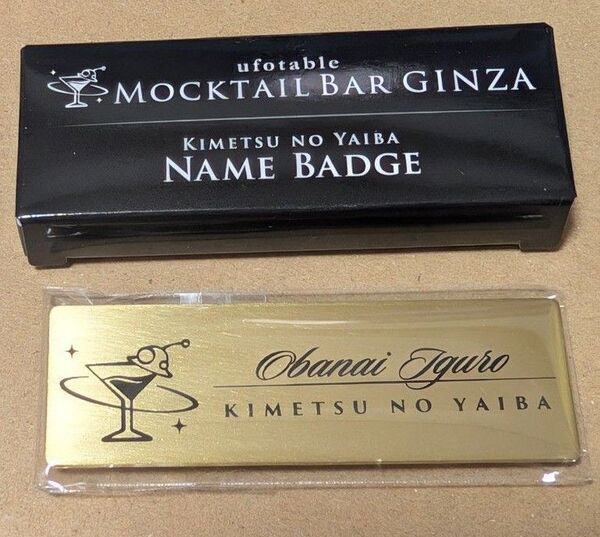 ufotable
MOCKTAIL BAR GINZA
KIMETSU NO YAIBA
NAME BADGE
Obanai Iguro
KIMETSU NO YAIBA